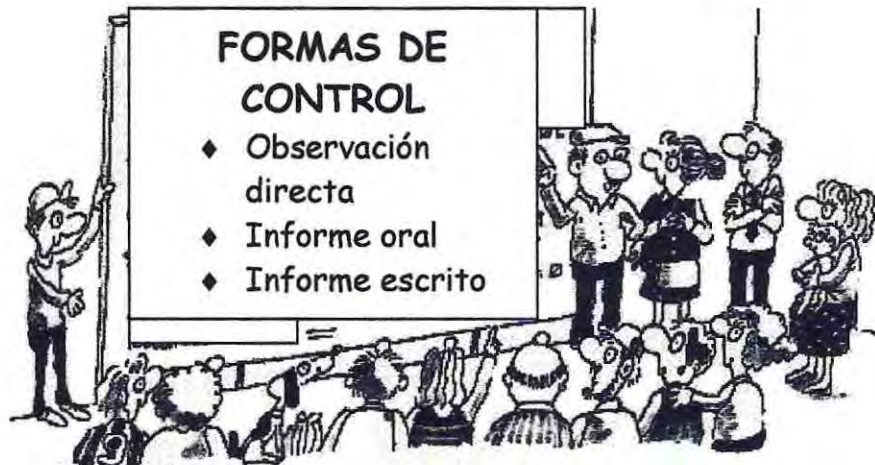 FORMAS DE
CONTROL
♦ Observación
directa
♦ Informe oral
♦ Informe escrito